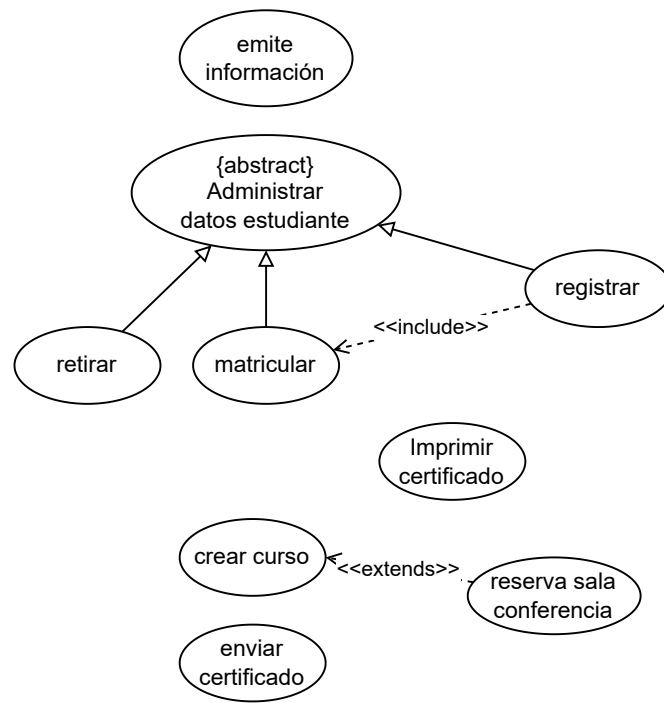 emite
información
{abstract}
Administrar
datos estudiante
registrar
<<include>>
retirar
matricular
Imprimir
certificado
crear curso
<<extends>>
reserva sala
conferencia
enviar
certificado